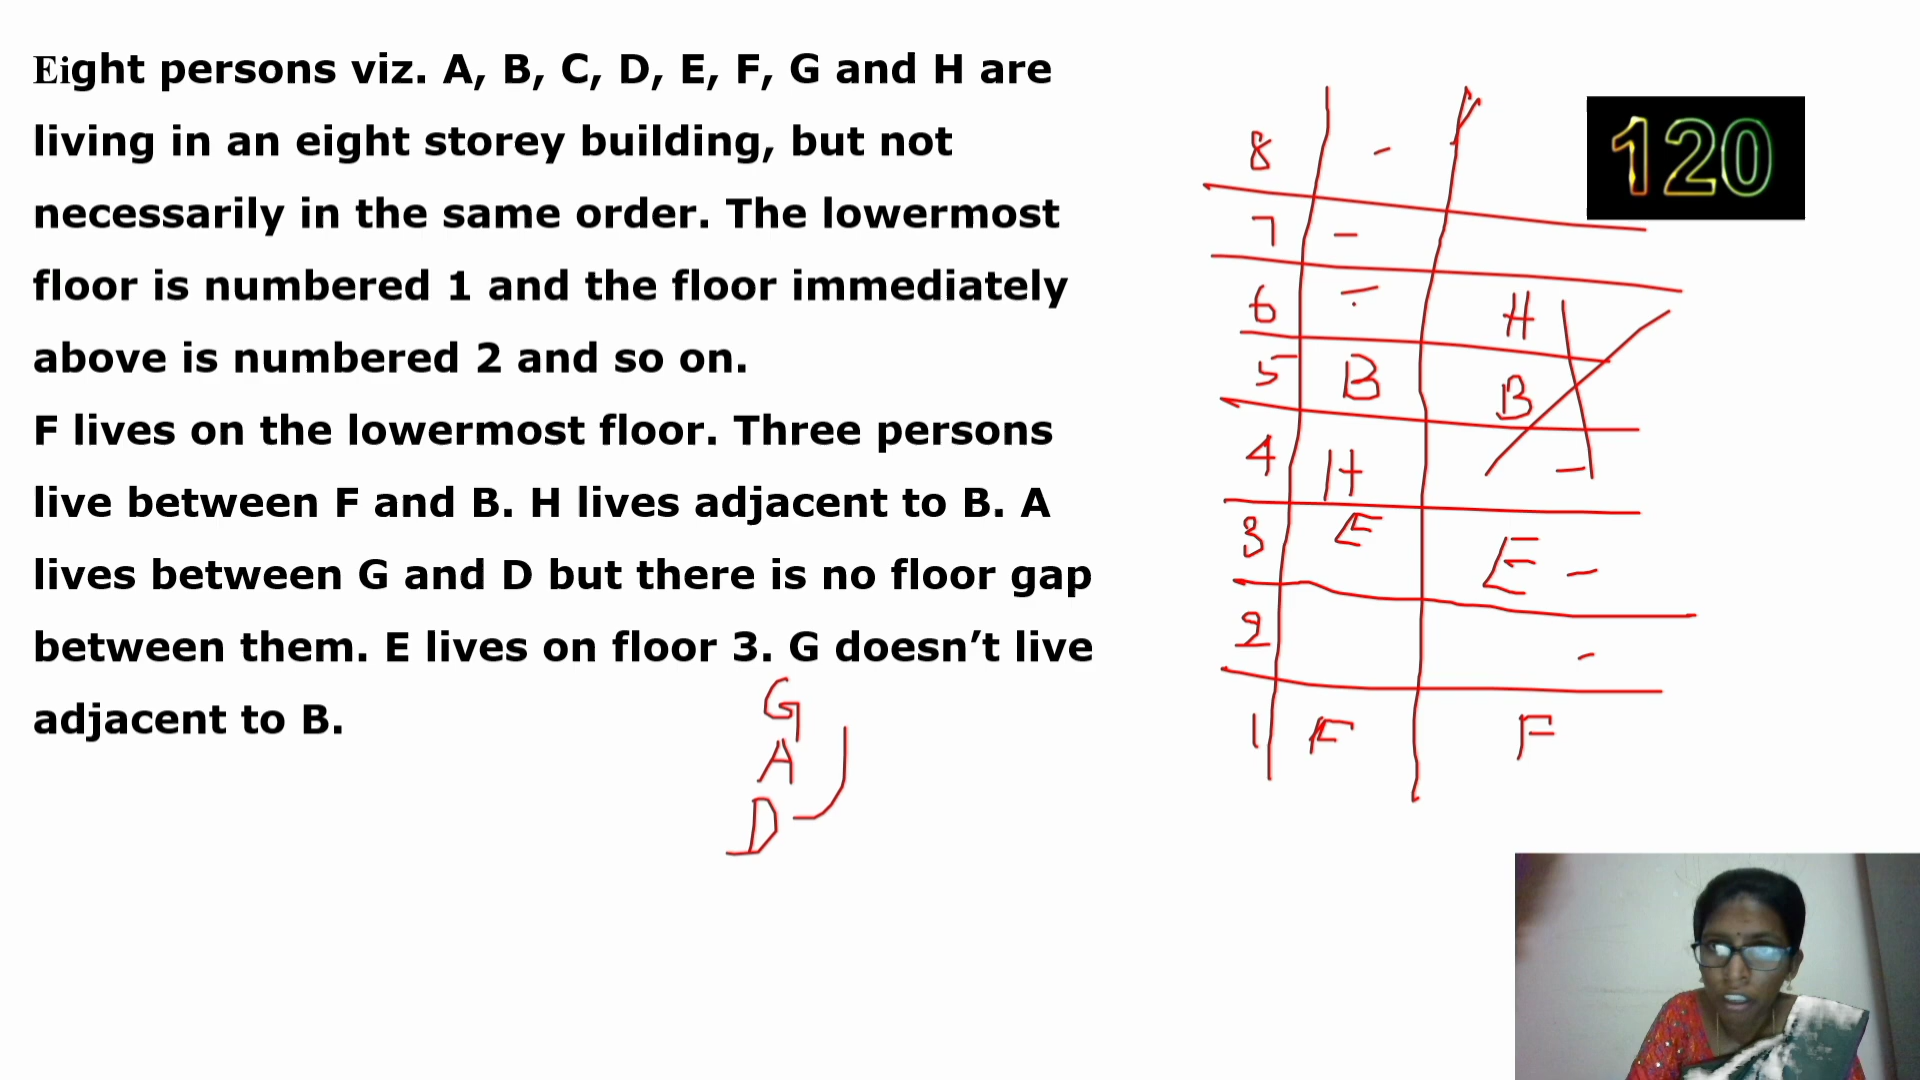 Eight persons viz. A, B, C, D, E, F, G and H are
living in an eight storey building, but not
necessarily in the same order. The lowermost
floor is numbered 1 and the floor immediately
above is numbered 2 and so on.
F lives on the lowermost floor. Three persons
live between F and B. H lives adjacent to B. A
lives between G and D but there is no floor gap
between them. E lives on floor 3. G doesn’t live
adjacent to B.
G
A
D
8 -
7 -
6 - H
5 B B
4 H -
3 E E -
2 -
1 F F
120